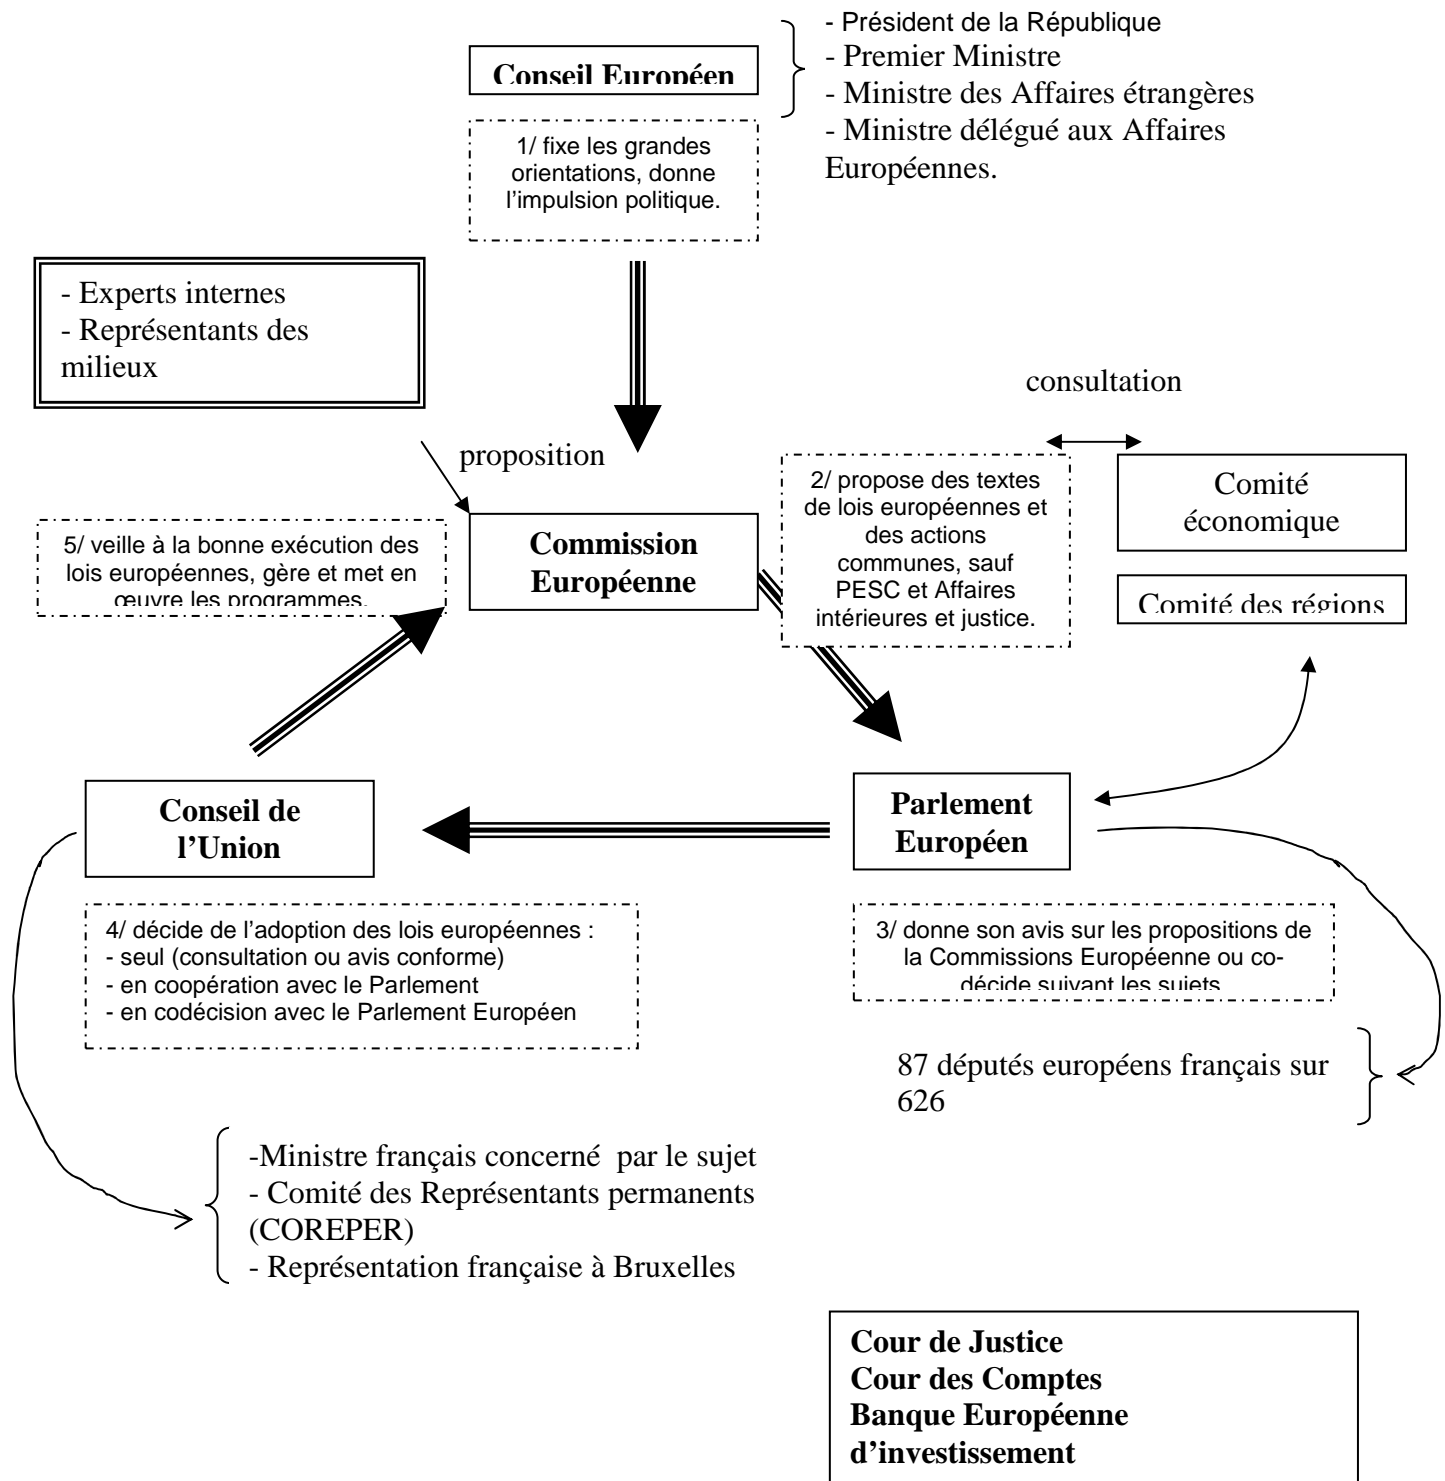 - Président de la République
- Premier Ministre
- Ministre des Affaires étrangères
- Ministre délégué aux Affaires
Européennes.
Conseil Européen
1/ fixe les grandes
orientations, donne
l’impulsion politique.
- Experts internes
- Représentants des
milieux
consultation
proposition
2/ propose des textes
de lois européennes et
des actions
communes, sauf
PESC et Affaires
intérieures et justice.
Comité
économique
Comité des régions
Commission
Européenne
5/ veille à la bonne exécution des
lois européennes, gère et met en
œuvre les programmes.
Conseil de
l’Union
Parlement
Européen
4/ décide de l’adoption des lois européennes :
- seul (consultation ou avis conforme)
- en coopération avec le Parlement
- en codécision avec le Parlement Européen
3/ donne son avis sur les propositions de
la Commissions Européenne ou co-
décide suivant les sujets
87 députés européens français sur
626
-Ministre français concerné  par le sujet
- Comité des Représentants permanents
(COREPER)
- Représentation française à Bruxelles
Cour de Justice
Cour des Comptes
Banque Européenne
d’investissement